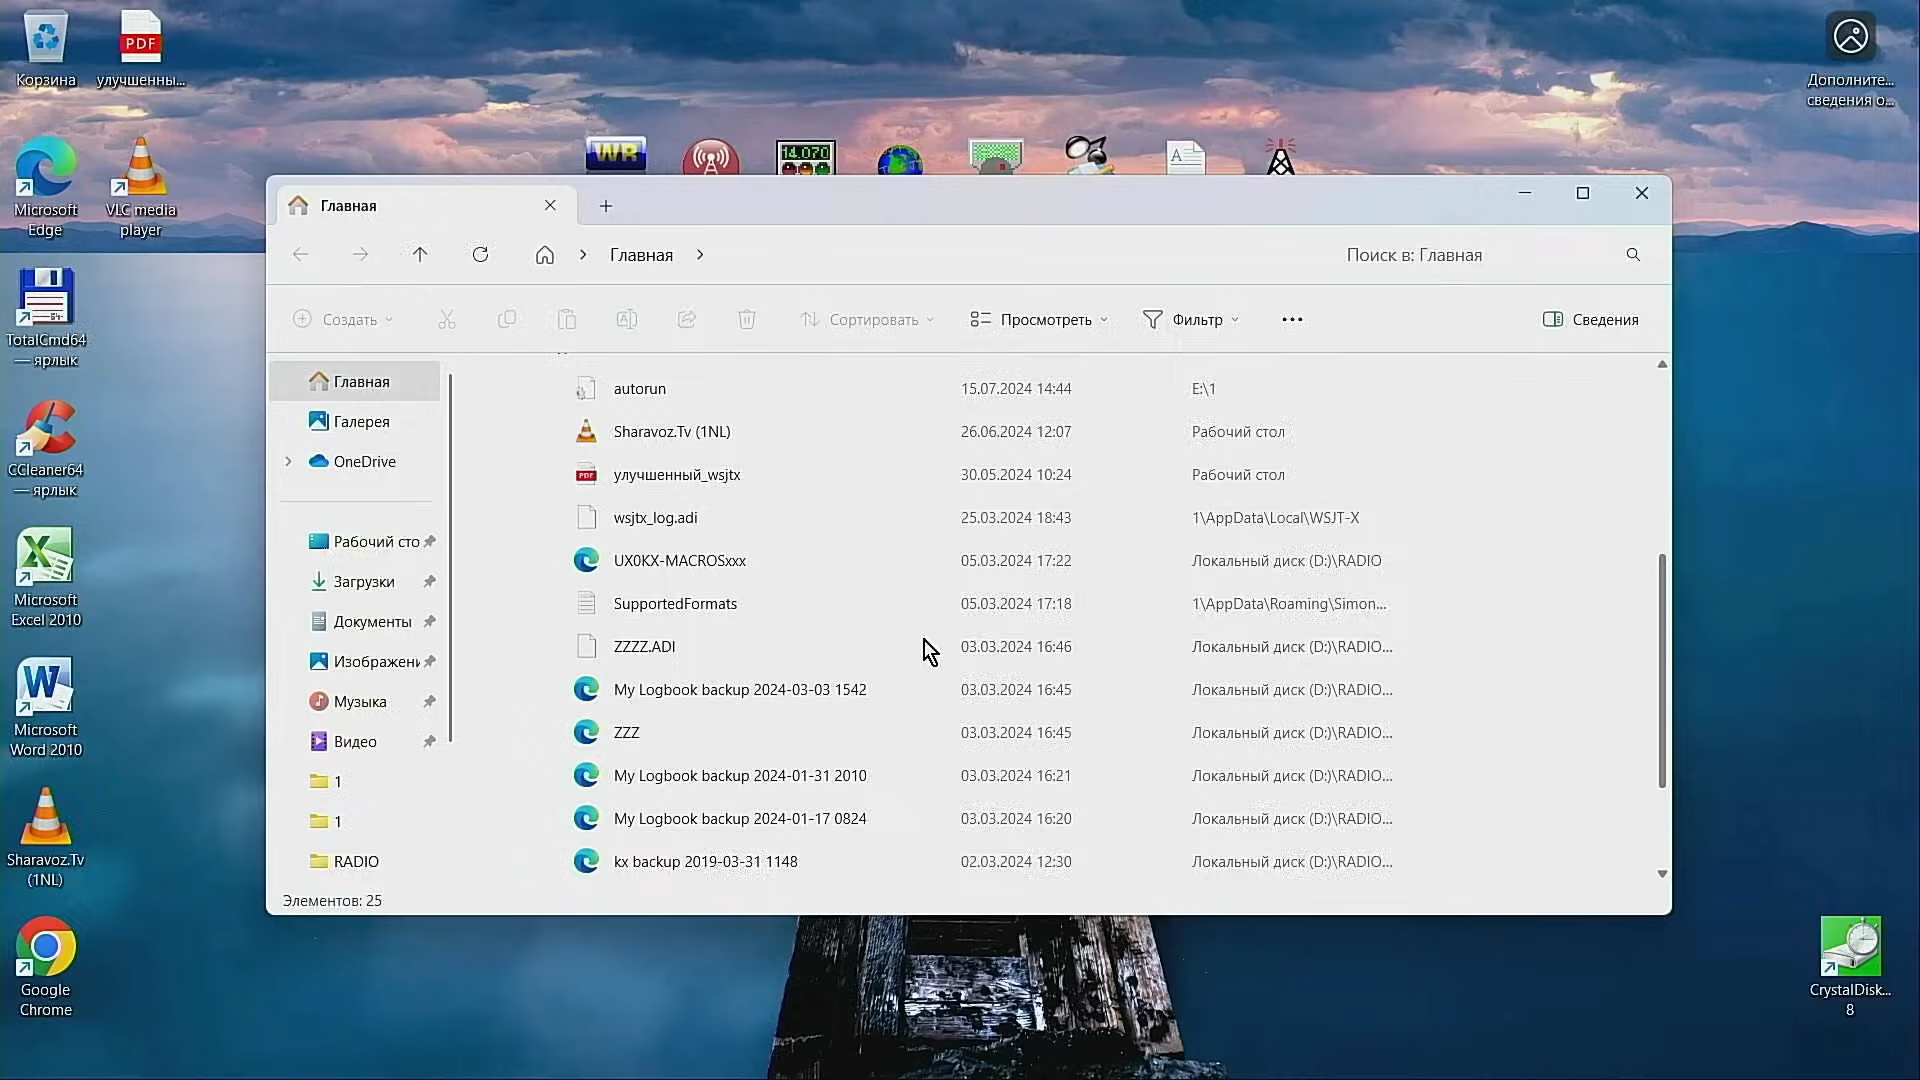 Корзина
улучшенны...
Дополните...
сведения о...
Microsoft
Edge
VLC media
player
WR
14.070
TotalCmd64
— ярлык
CCleaner64
— ярлык
Microsoft
Excel 2010
Microsoft
Word 2010
Sharavoz.Tv
(1NL)
Google
Chrome
CrystalDisk...
8
PDF
Главная
Главная
Поиск в: Главная
Создать
Сортировать
Просмотреть
Фильтр
Сведения
Главная
Галерея
OneDrive
Рабочий сто
Загрузки
Документы
Изображени
Музыка
Видео
1
1
RADIO
autorun 15.07.2024 14:44 E:\1
Sharavoz.Tv (1NL) 26.06.2024 12:07 Рабочий стол
улучшенный_wsjtx 30.05.2024 10:24 Рабочий стол
wsjtx_log.adi 25.03.2024 18:43 1\AppData\Local\WSJT-X
UX0KX-MACROSxxx 05.03.2024 17:22 Локальный диск (D:)\RADIO
SupportedFormats 05.03.2024 17:18 1\AppData\Roaming\Simon...
ZZZZ.ADI 03.03.2024 16:46 Локальный диск (D:)\RADIO...
My Logbook backup 2024-03-03 1542 03.03.2024 16:45 Локальный диск (D:)\RADIO...
ZZZ 03.03.2024 16:45 Локальный диск (D:)\RADIO...
My Logbook backup 2024-01-31 2010 03.03.2024 16:21 Локальный диск (D:)\RADIO...
My Logbook backup 2024-01-17 0824 03.03.2024 16:20 Локальный диск (D:)\RADIO...
kx backup 2019-03-31 1148 02.03.2024 12:30 Локальный диск (D:)\RADIO...
Элементов: 25